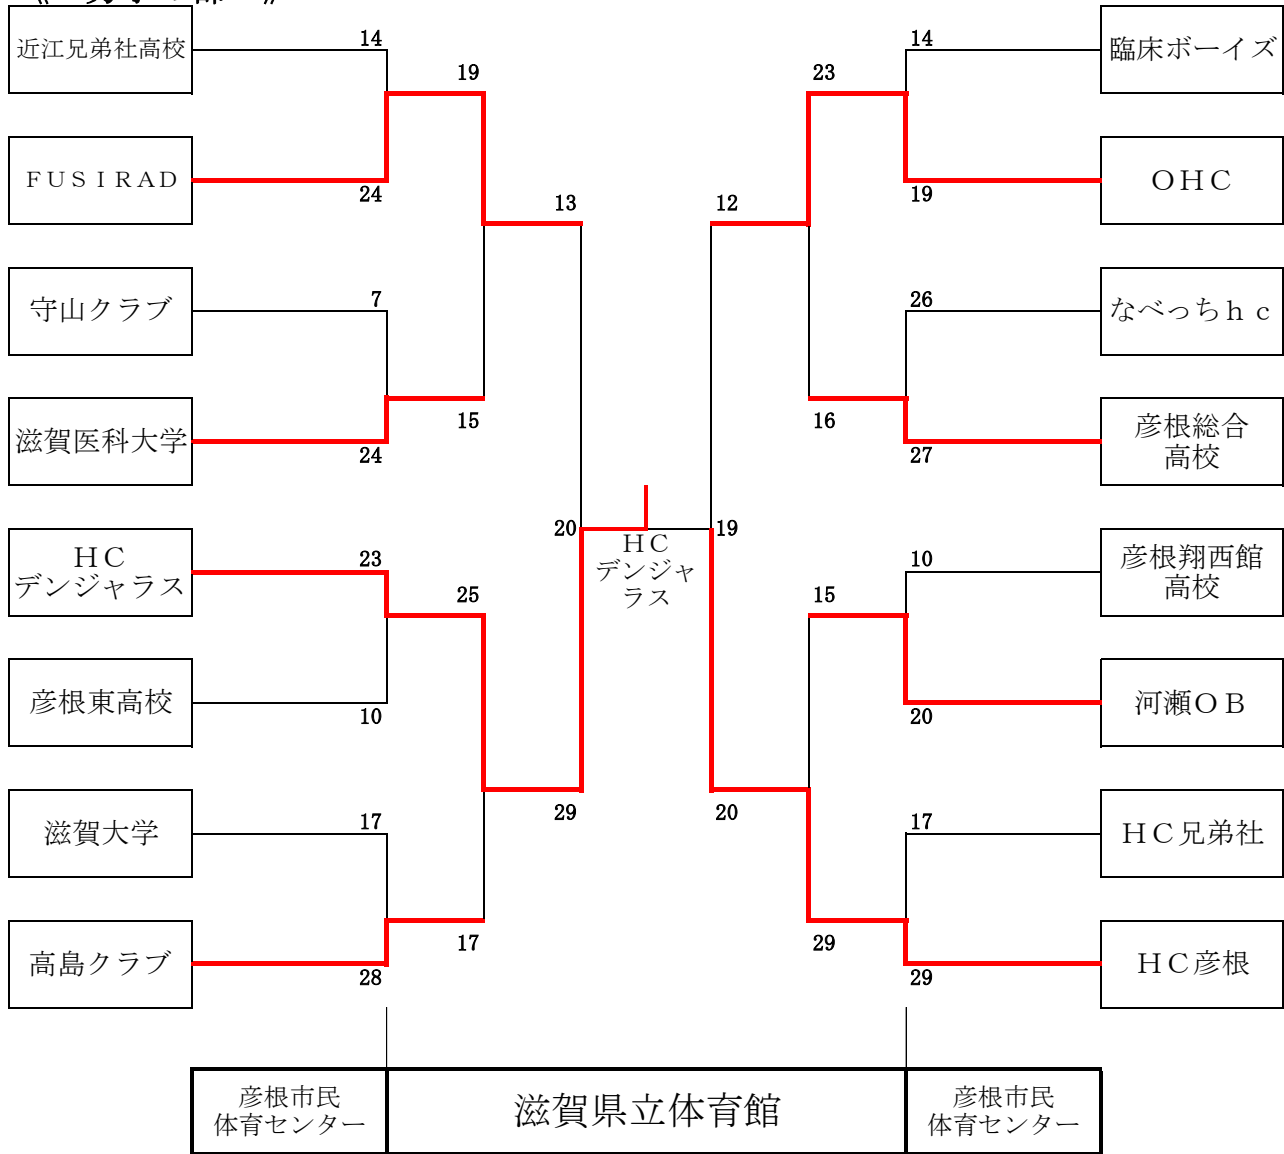 近江兄弟社高校
14
19
FUSIRAD
24
13
守山クラブ
7
15
滋賀医科大学
24
HC
デンジャラス
23
25
20
彦根東高校
10
滋賀大学
17
29
17
高島クラブ
28
HC
デンジャ
ラス
臨床ボーイズ
14
23
OHC
19
12
なべっちhc
26
16
彦根総合
高校
27
19
彦根翔西館
高校
10
15
河瀬OB
20
20
HC兄弟社
17
29
HC彦根
29
彦根市民
体育センター
滋賀県立体育館
彦根市民
体育センター